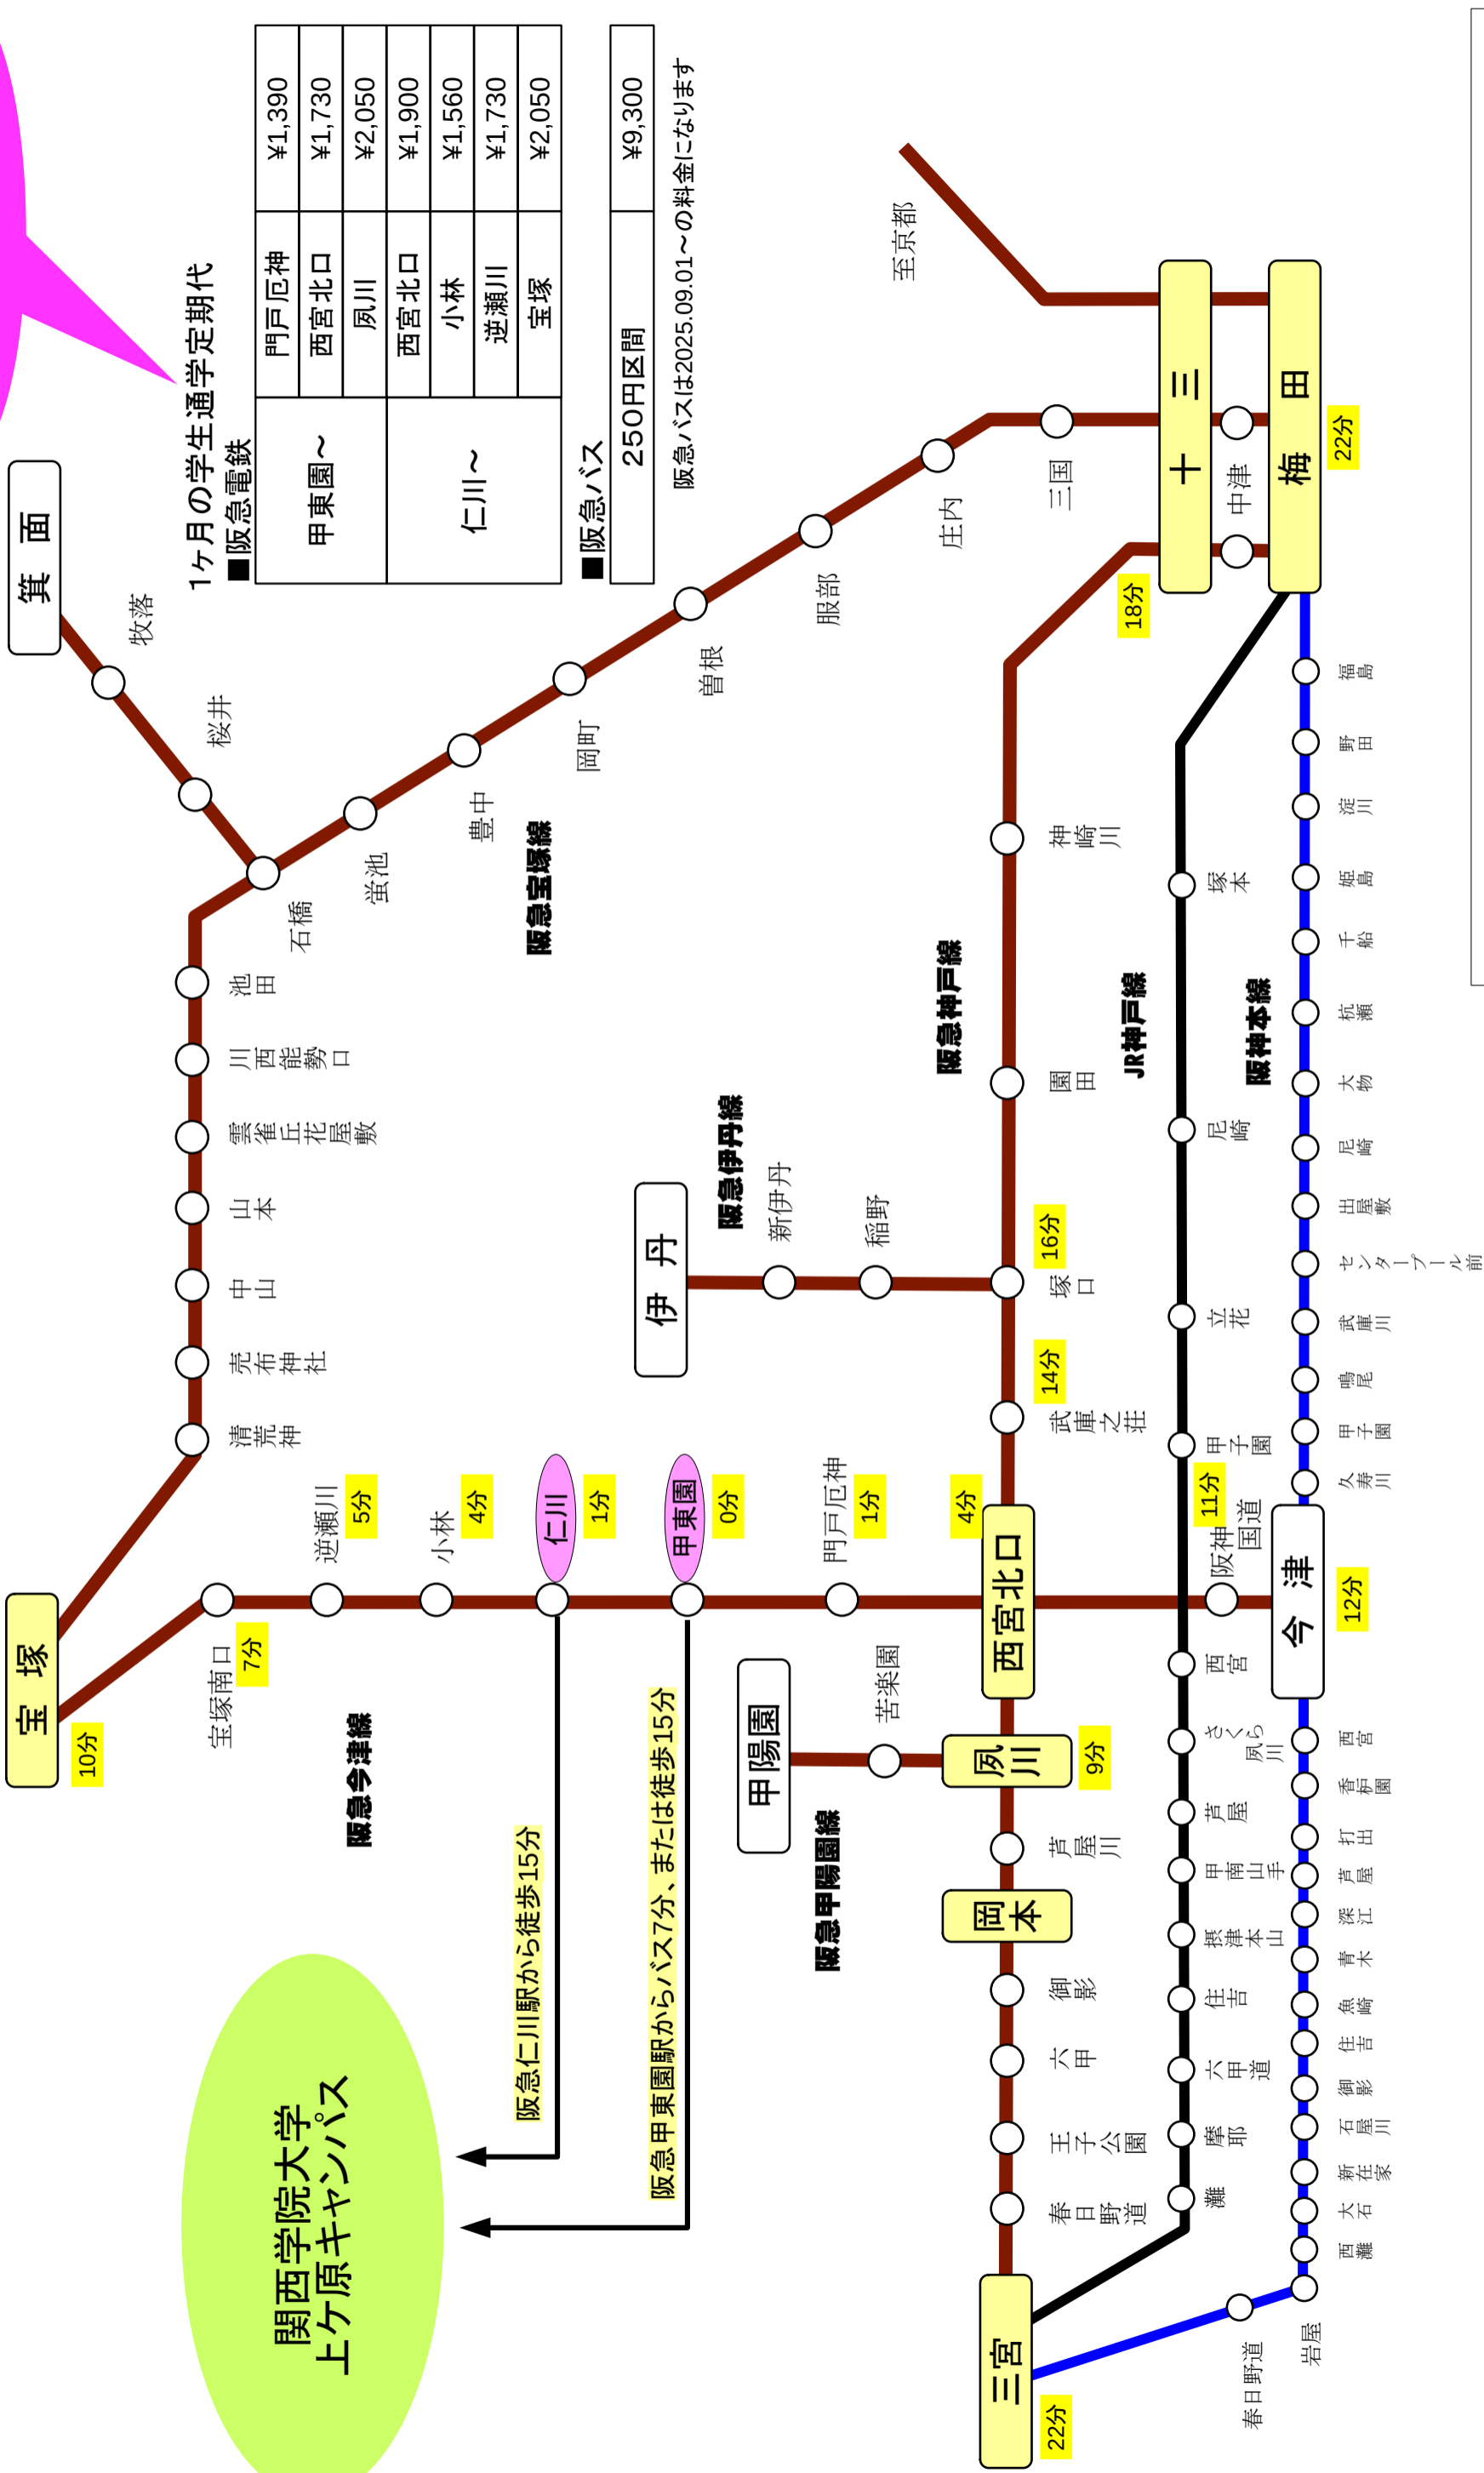 関西学院大学
上ケ原キャンパス
阪急仁川駅から徒歩15分
阪急甲東園駅からバス7分、または徒歩15分
1ヶ月の学生通学定期代
■阪急電鉄
甲東園～ 門戸厄神 ¥1,390
西宮北口 ¥1,730
夙川 ¥2,050
仁川～ 西宮北口 ¥1,900
小林 ¥1,560
逆瀬川 ¥1,730
宝塚 ¥2,050
■阪急バス
250円区間 ¥9,300
阪急バスは2025.09.01～の料金になります
箕面
牧落
桜井
石橋
宝塚
10分
清荒神
売布神社
中山
山本
雲雀丘花屋敷
川西能勢口
池田
蛍池
豊中
岡町
曽根
服部
庄内
三国
阪急宝塚線
至京都
宝塚南口
7分
逆瀬川
5分
小林
4分
仁川
1分
甲東園
0分
門戸厄神
1分
阪急今津線
4分
西宮北口
阪神国道
11分
今津
12分
甲陽園
苦楽園
阪急甲陽園線
伊丹
新伊丹
稲野
阪急伊丹線
三宮
22分
春日野道
王子公園
六甲
御影
岡本
芦屋川
夙川
9分
武庫之荘
14分
塚口
16分
園田
神崎川
阪急神戸線
18分
十三
中津
梅田
22分
灘
摩耶
六甲道
住吉
摂津本山
甲南山手
芦屋
さくら夙川
西宮
甲子園
立花
尼崎
塚本
JR神戸線
春日野道
岩屋
西灘
大石
新在家
石屋川
御影
住吉
魚崎
青木
深江
芦屋
打出
香枦園
西宮
久寿川
甲子園
鳴尾
武庫川
センタープール前
出屋敷
尼崎
大物
杭瀬
千船
姫島
淀川
野田
福島
阪神本線